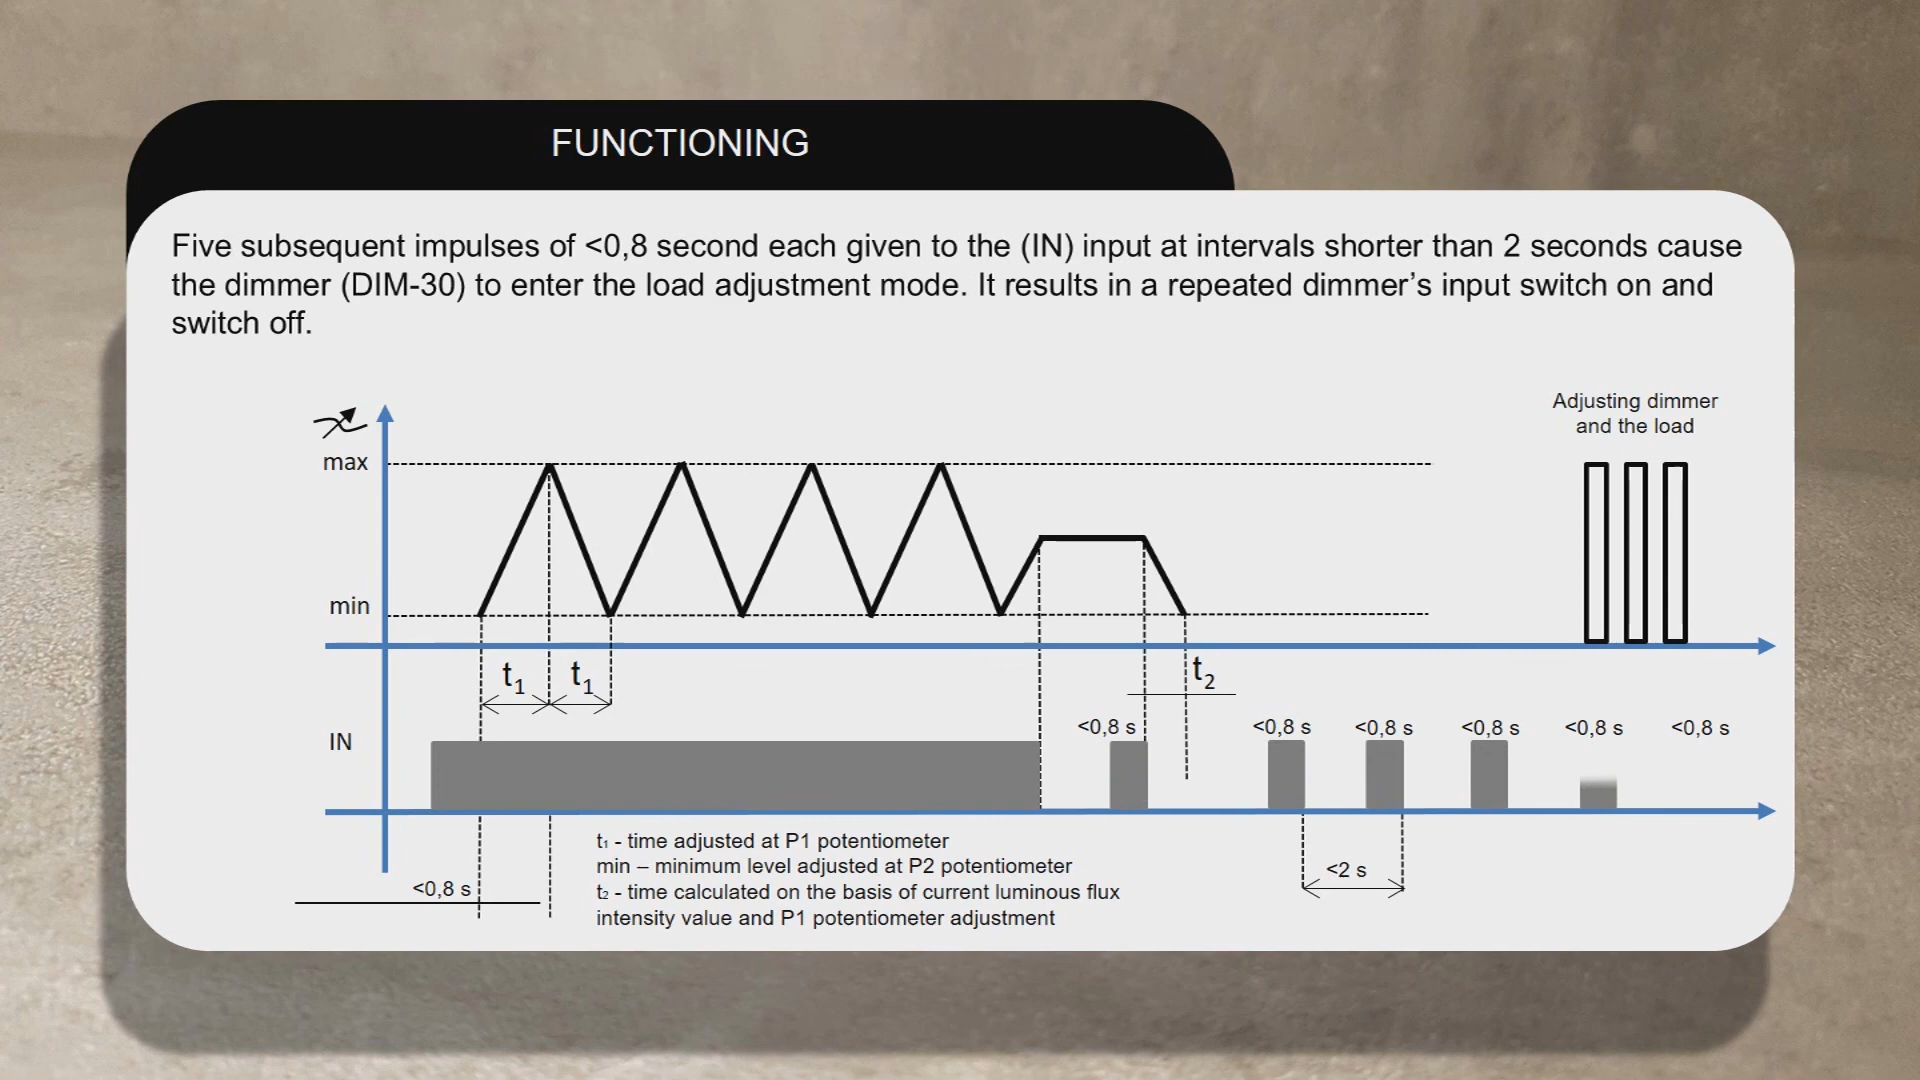 FUNCTIONING
Five subsequent impulses of <0,8 second each given to the (IN) input at intervals shorter than 2 seconds cause
the dimmer (DIM-30) to enter the load adjustment mode. It results in a repeated dimmer’s input switch on and
switch off.
Adjusting dimmer
and the load
max
min
t1 t1
t2
IN
<0,8 s <0,8 s <0,8 s <0,8 s <0,8 s <0,8 s
t1 - time adjusted at P1 potentiometer
min – minimum level adjusted at P2 potentiometer
t2 - time calculated on the basis of current luminous flux
intensity value and P1 potentiometer adjustment
<2 s
<0,8 s